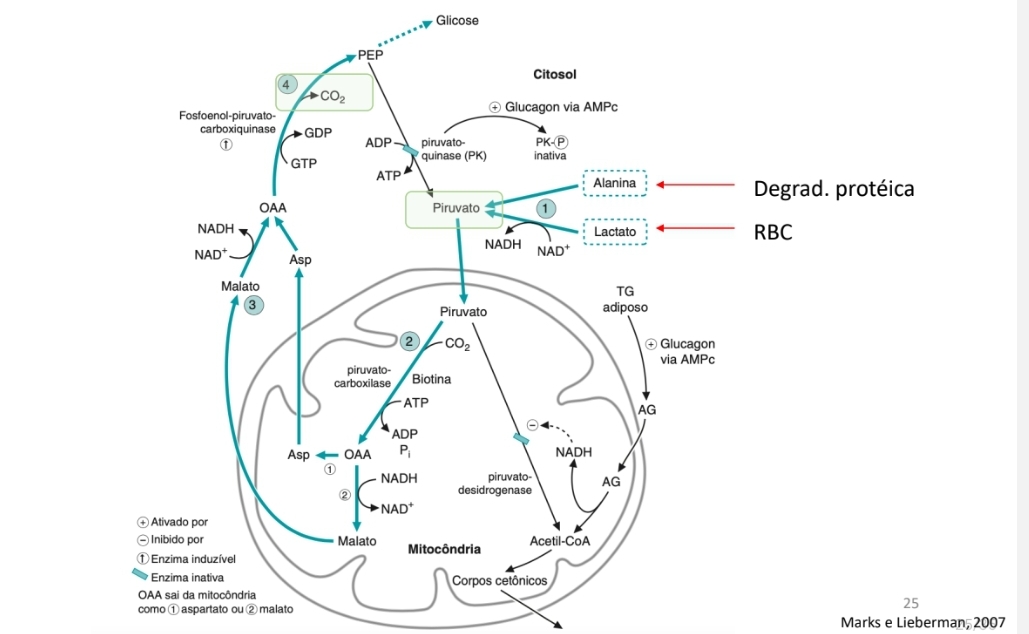 Glicose
PEP
Citosol
4
CO2
Fosfoenol-piruvato-
carboxiquinase
↑
GDP
GTP
+ Glucagon via AMPc
ADP
piruvato-
quinase (PK)
PK-P
inativa
ATP
Alanina
Degrad. protéica
OAA
Piruvato
1
NADH
NAD+
Lactato
RBC
NADH
NAD+
Asp
Malato
3
TG
adiposo
Piruvato
2
CO2
+ Glucagon
via AMPc
piruvato-
carboxilase
Biotina
ATP
ADP
Pi
AG
−
NADH
Asp
OAA
1
2
NADH
NAD+
piruvato-
desidrogenase
AG
Malato
Mitocôndria
Acetil-CoA
Corpos cetônicos
+ Ativado por
− Inibido por
↑ Enzima induzível
Enzima inativa
OAA sai da mitocôndria
como 1 aspartato ou 2 malato
25
Marks e Lieberman, 2007